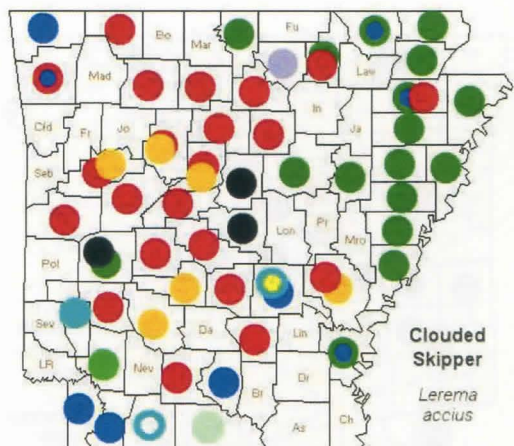 Bo
Fu
Mar
Mad
Law
In
Cfd
Fr
Jo
Ja
Seb
Lon
Pr
Mro
Pol
Sev
Da
Lin
LR
Nev
Dr
Br
As
Ch
Clouded
Skipper
Lerema
accius